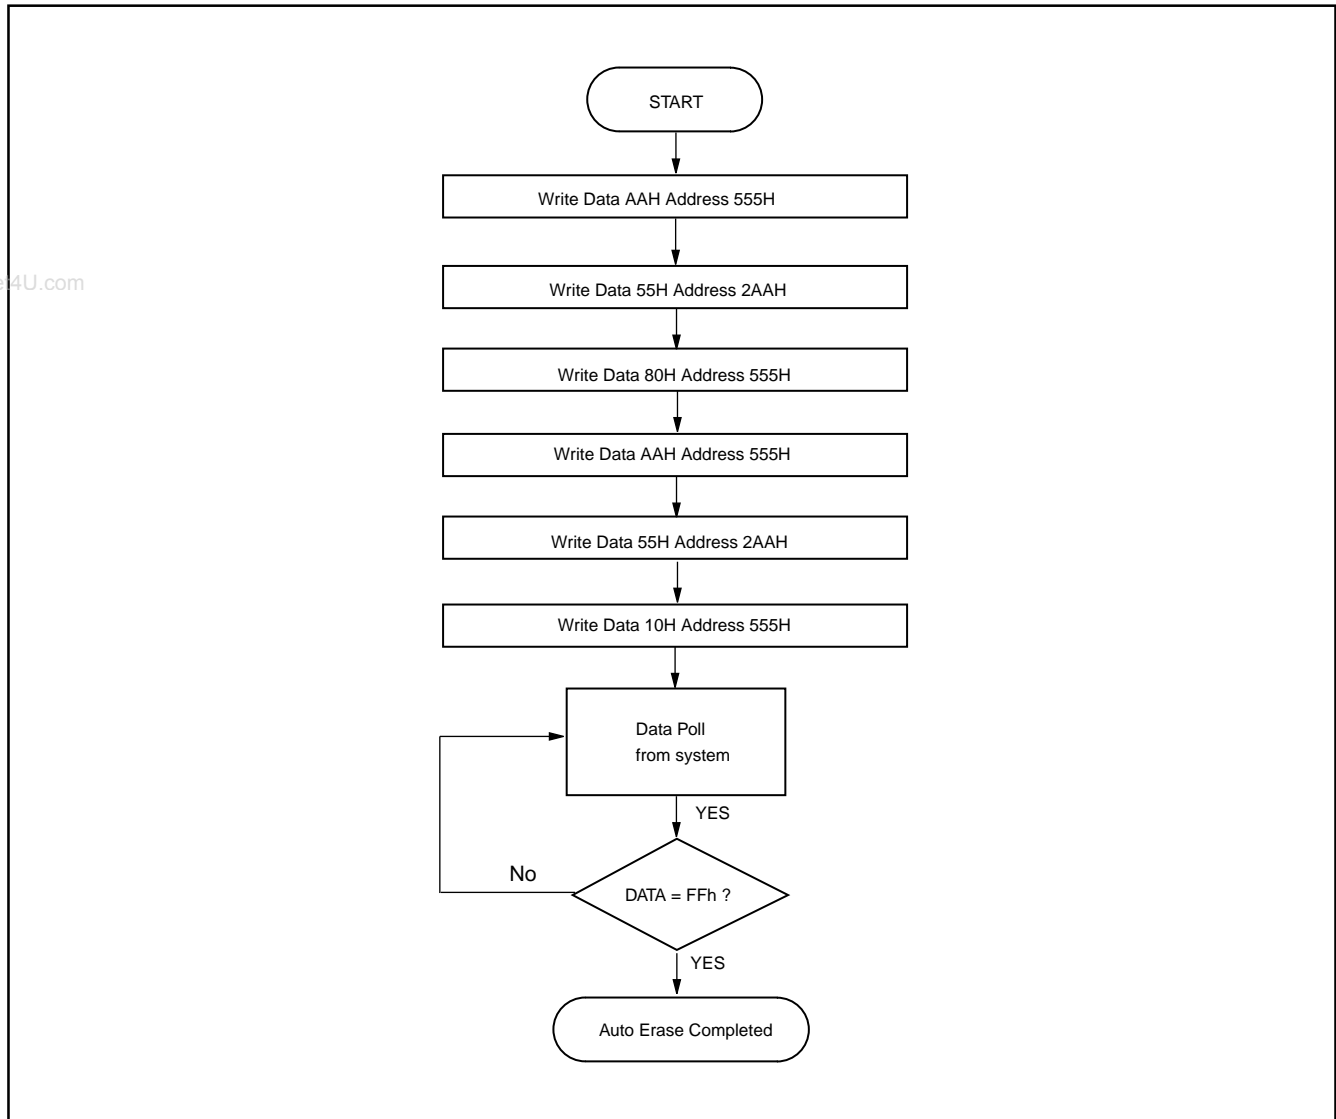 START
Write Data AAH Address 555H
4U.com
Write Data 55H Address 2AAH
Write Data 80H Address 555H
Write Data AAH Address 555H
Write Data 55H Address 2AAH
Write Data 10H Address 555H
Data Poll
from system
YES
No
DATA = FFh ?
YES
Auto Erase Completed